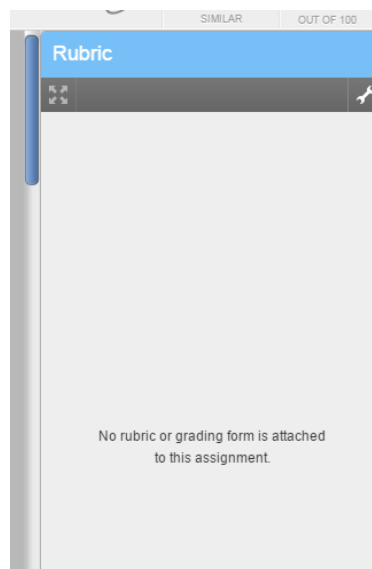 SIMILAR OUT OF 100
Rubric
No rubric or grading form is attached
to this assignment.